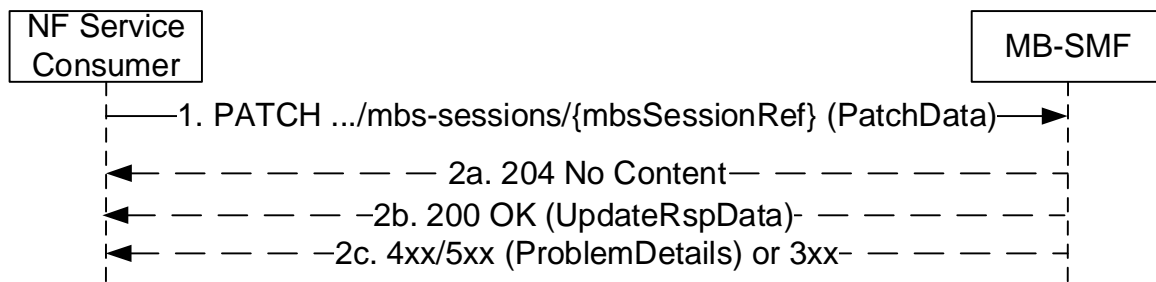 NF Service
Consumer
MB-SMF
1. PATCH .../mbs-sessions/{mbsSessionRef} (PatchData)
2a. 204 No Content
2b. 200 OK (UpdateRspData)
2c. 4xx/5xx (ProblemDetails) or 3xx